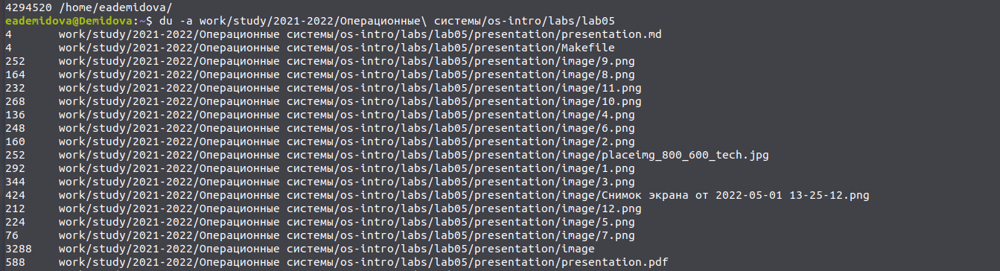 4294520 /home/eademidova/
eademidova@Demidova:~$ du -a work/study/2021-2022/Операционные\ системы/os-intro/labs/lab05
4 work/study/2021-2022/Операционные системы/os-intro/labs/lab05/presentation/presentation.md
4 work/study/2021-2022/Операционные системы/os-intro/labs/lab05/presentation/Makefile
252 work/study/2021-2022/Операционные системы/os-intro/labs/lab05/presentation/image/9.png
164 work/study/2021-2022/Операционные системы/os-intro/labs/lab05/presentation/image/8.png
232 work/study/2021-2022/Операционные системы/os-intro/labs/lab05/presentation/image/11.png
268 work/study/2021-2022/Операционные системы/os-intro/labs/lab05/presentation/image/10.png
136 work/study/2021-2022/Операционные системы/os-intro/labs/lab05/presentation/image/4.png
248 work/study/2021-2022/Операционные системы/os-intro/labs/lab05/presentation/image/6.png
160 work/study/2021-2022/Операционные системы/os-intro/labs/lab05/presentation/image/2.png
252 work/study/2021-2022/Операционные системы/os-intro/labs/lab05/presentation/image/placeimg_800_600_tech.jpg
292 work/study/2021-2022/Операционные системы/os-intro/labs/lab05/presentation/image/1.png
344 work/study/2021-2022/Операционные системы/os-intro/labs/lab05/presentation/image/3.png
424 work/study/2021-2022/Операционные системы/os-intro/labs/lab05/presentation/image/Снимок экрана от 2022-05-01 13-25-12.png
212 work/study/2021-2022/Операционные системы/os-intro/labs/lab05/presentation/image/12.png
224 work/study/2021-2022/Операционные системы/os-intro/labs/lab05/presentation/image/5.png
76 work/study/2021-2022/Операционные системы/os-intro/labs/lab05/presentation/image/7.png
3288 work/study/2021-2022/Операционные системы/os-intro/labs/lab05/presentation/image
588 work/study/2021-2022/Операционные системы/os-intro/labs/lab05/presentation/presentation.pdf